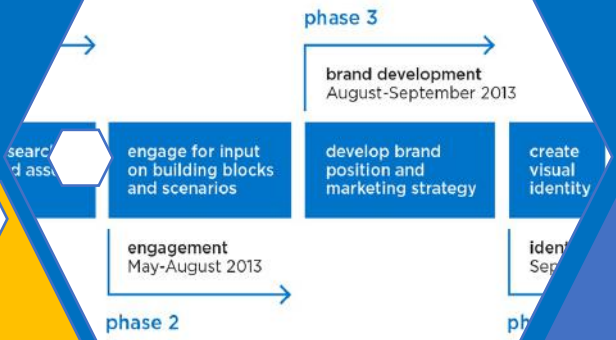 phase 3
brand development
August-September 2013
engage for input
on building blocks
and scenarios
develop brand
position and
marketing strategy
create
visual
identity
engagement
May-August 2013
phase 2